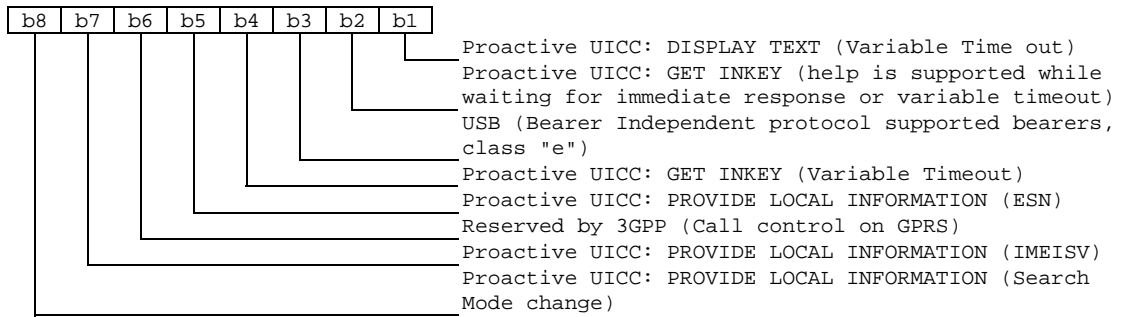 b8 b7 b6 b5 b4 b3 b2 b1
Proactive UICC: DISPLAY TEXT (Variable Time out)
Proactive UICC: GET INKEY (help is supported while
waiting for immediate response or variable timeout)
USB (Bearer Independent protocol supported bearers,
class "e")
Proactive UICC: GET INKEY (Variable Timeout)
Proactive UICC: PROVIDE LOCAL INFORMATION (ESN)
Reserved by 3GPP (Call control on GPRS)
Proactive UICC: PROVIDE LOCAL INFORMATION (IMEISV)
Proactive UICC: PROVIDE LOCAL INFORMATION (Search
Mode change)